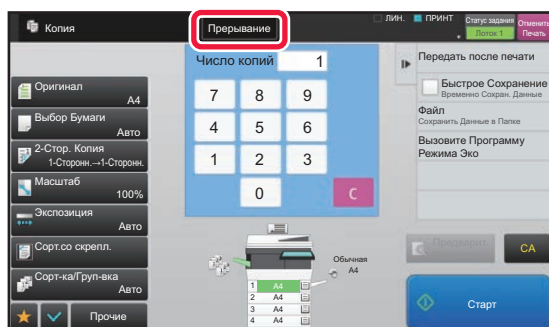 Копия
Прерывание
ЛИН.
ПРИНТ
Статус задания
Лоток 1
Отменить
Печать
Число копий
1
7 8 9
4 5 6
1 2 3
0
C
Оригинал
A4
Выбор Бумаги
Авто
2-Стор. Копия
1-Сторонн.→1-Сторонн.
Масштаб
100%
Экспозиция
Авто
Сорт.со скрепл.
Сорт-ка/Груп-вка
Авто
Прочие
Обычная
A4
1 A4
2 A4
3 A4
4 A4
Передать после печати
Быстрое Сохранение
Временно Сохран. Данные
Файл
Сохранить Данные в Папке
Вызовите Программу
Режима Эко
Предварит.
CA
Старт